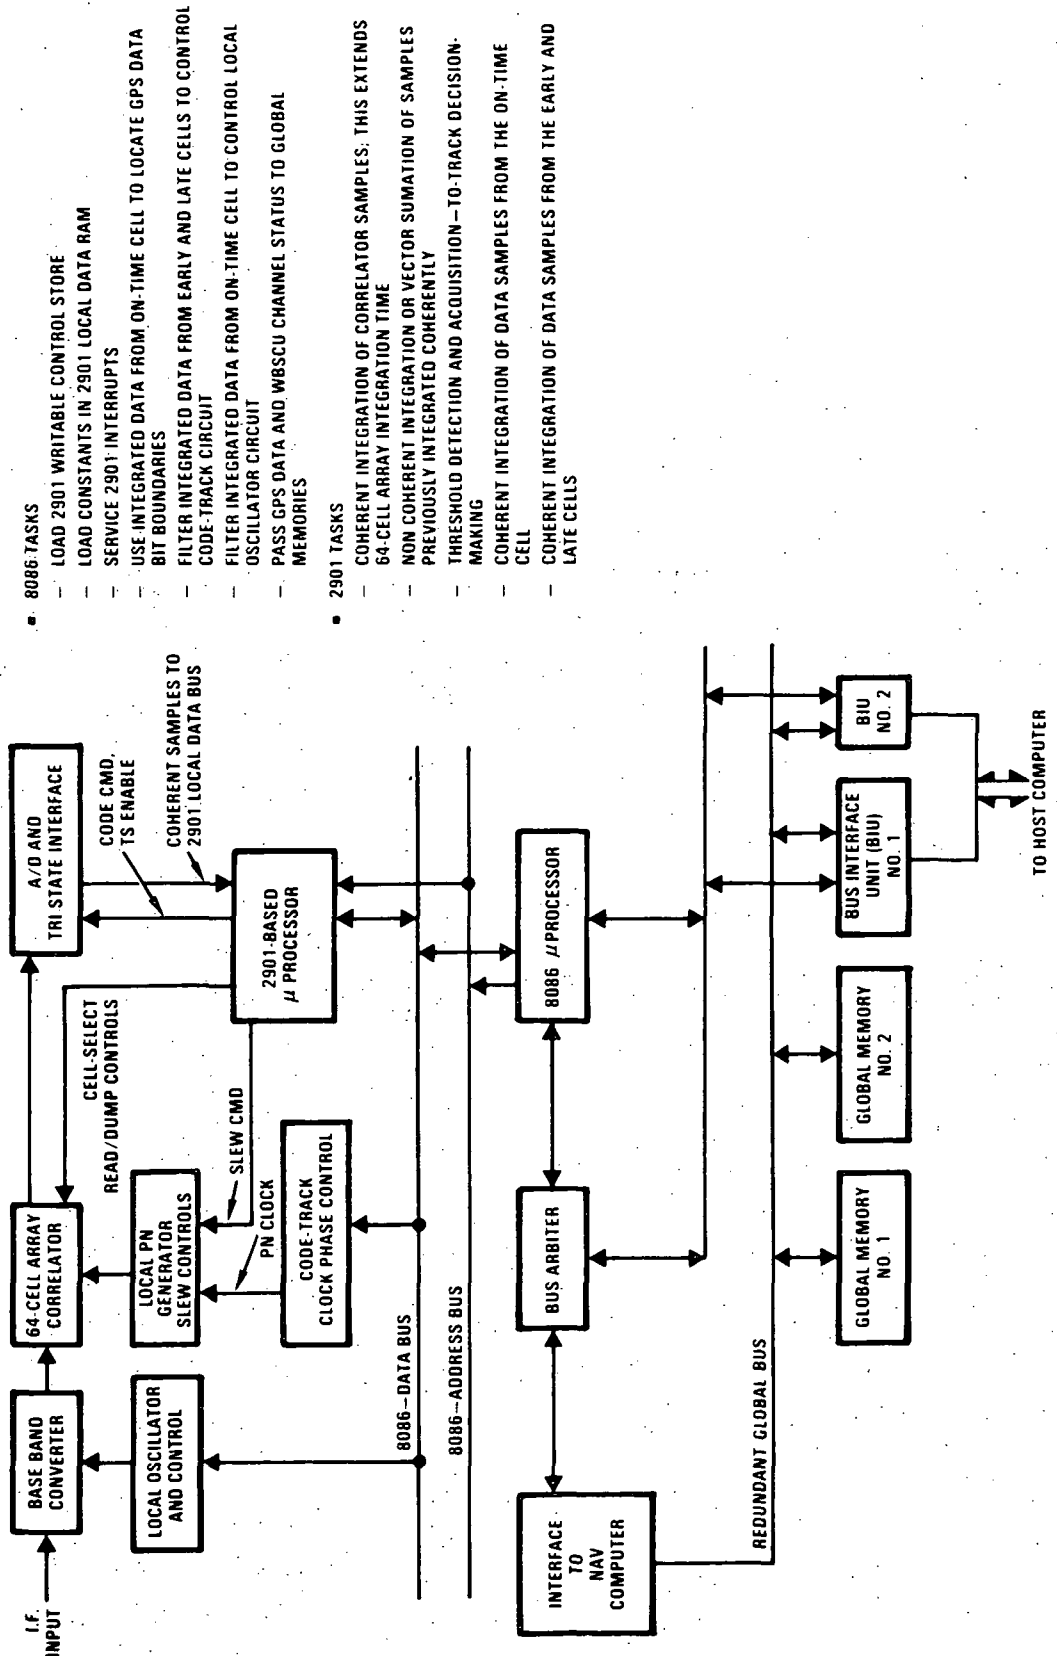 I.F.
INPUT
BASE BAND
CONVERTER
64-CELL ARRAY
CORRELATOR
A/D AND
TRI STATE INTERFACE
LOCAL OSCILLATOR
AND CONTROL
LOCAL PN
GENERATOR
SLEW CONTROLS
CELL-SELECT
READ/DUMP CONTROLS
CODE CMD,
TS ENABLE
COHERENT SAMPLES TO
2901 LOCAL DATA BUS
SLEW CMD
PN CLOCK
2901-BASED
μ PROCESSOR
CODE-TRACK
CLOCK PHASE CONTROL
8086-DATA BUS
8086-ADDRESS BUS
INTERFACE
TO
NAV
COMPUTER
BUS ARBITER
8086 μPROCESSOR
REDUNDANT GLOBAL BUS
GLOBAL MEMORY
NO. 1
GLOBAL MEMORY
NO. 2
BUS INTERFACE
UNIT (BIU)
NO. 1
BIU
NO. 2
TO HOST COMPUTER
▪ 8086 TASKS
– LOAD 2901 WRITABLE CONTROL STORE
– LOAD CONSTANTS IN 2901 LOCAL DATA RAM
– SERVICE 2901 INTERRUPTS
– USE INTEGRATED DATA FROM ON-TIME CELL TO LOCATE GPS DATA
BIT BOUNDARIES
– FILTER INTEGRATED DATA FROM EARLY AND LATE CELLS TO CONTROL
CODE-TRACK CIRCUIT
– FILTER INTEGRATED DATA FROM ON-TIME CELL TO CONTROL LOCAL
OSCILLATOR CIRCUIT
– PASS GPS DATA AND WBSCU CHANNEL STATUS TO GLOBAL
MEMORIES
▪ 2901 TASKS
– COHERENT INTEGRATION OF CORRELATOR SAMPLES; THIS EXTENDS
64-CELL ARRAY INTEGRATION TIME
– NON COHERENT INTEGRATION OR VECTOR SUMATION OF SAMPLES
PREVIOUSLY INTEGRATED COHERENTLY
– THRESHOLD DETECTION AND ACQUISITION-TO-TRACK DECISION-
MAKING
– COHERENT INTEGRATION OF DATA SAMPLES FROM THE ON-TIME
CELL
– COHERENT INTEGRATION OF DATA SAMPLES FROM THE EARLY AND
LATE CELLS